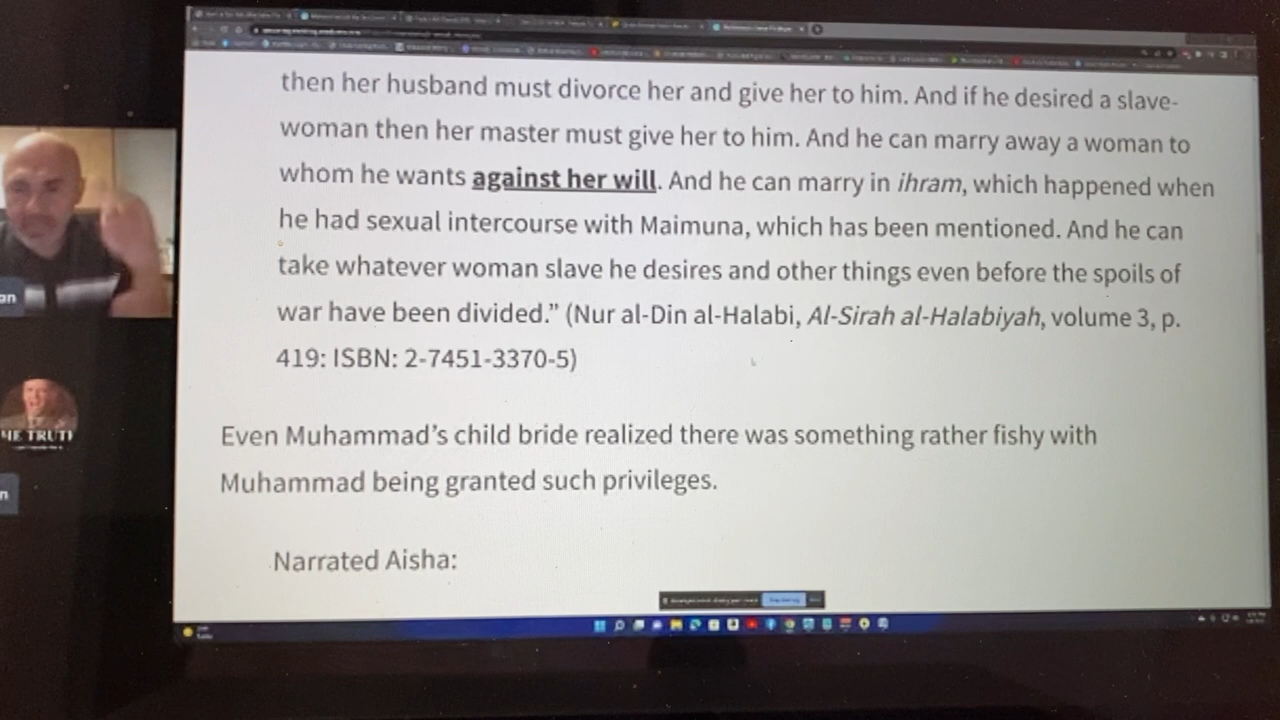 then her husband must divorce her and give her to him. And if he desired a slave-
woman then her master must give her to him. And he can marry away a woman to
whom he wants against her will. And he can marry in ihram, which happened when
he had sexual intercourse with Maimuna, which has been mentioned. And he can
take whatever woman slave he desires and other things even before the spoils of
war have been divided.” (Nur al-Din al-Halabi, Al-Sirah al-Halabiyah, volume 3, p.
419: ISBN: 2-7451-3370-5)
Even Muhammad’s child bride realized there was something rather fishy with
Muhammad being granted such privileges.
Narrated Aisha: